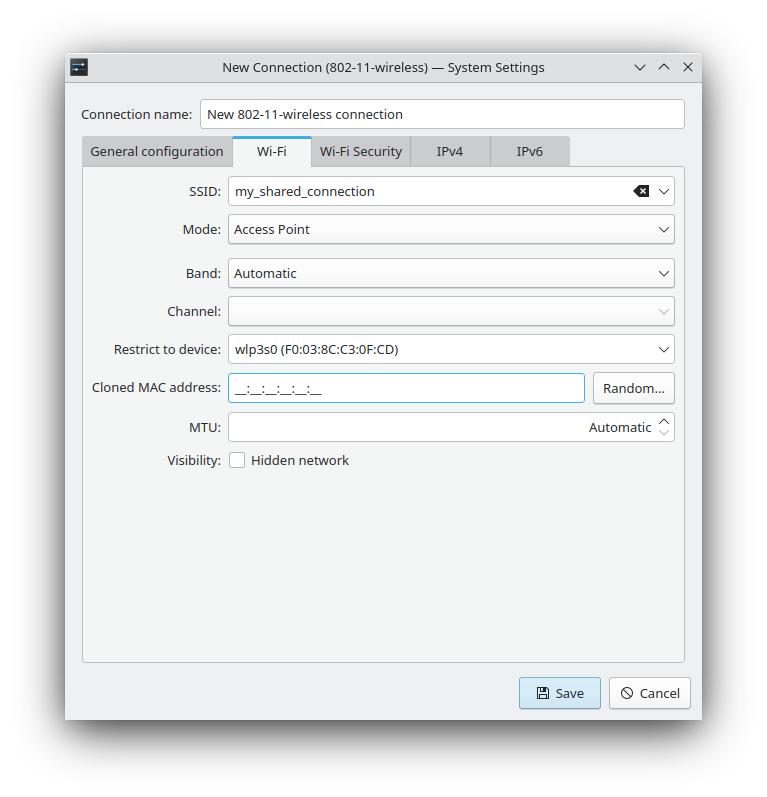 New Connection (802-11-wireless) — System Settings
Connection name: New 802-11-wireless connection
General configuration Wi-Fi Wi-Fi Security IPv4 IPv6
SSID: my_shared_connection
Mode: Access Point
Band: Automatic
Channel:
Restrict to device: wlp3s0 (F0:03:8C:C3:0F:CD)
Cloned MAC address: __:__:__:__:__:__ Random...
MTU: Automatic
Visibility: Hidden network
Save Cancel